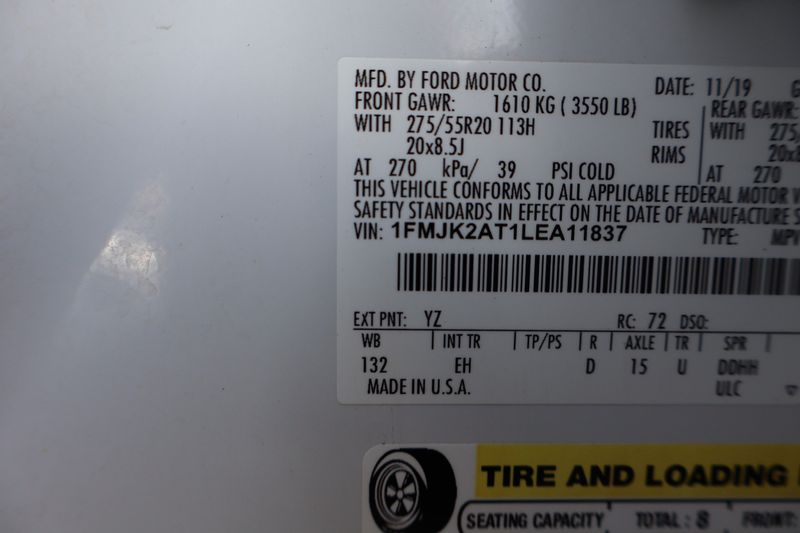 MFD. BY FORD MOTOR CO. DATE: 11/19 G
FRONT GAWR: 1610 KG ( 3550 LB) REAR GAWR:
WITH 275/55R20 113H TIRES WITH 275/
20x8.5J RIMS 20x8
AT 270 kPa/ 39 PSI COLD AT 270
THIS VEHICLE CONFORMS TO ALL APPLICABLE FEDERAL MOTOR V
SAFETY STANDARDS IN EFFECT ON THE DATE OF MANUFACTURE S
VIN: 1FMJK2AT1LEA11837 TYPE: MPV
EXT PNT: YZ RC: 72 DSO:
WB INT TR TP/PS R AXLE TR SPR
132 EH D 15 U DDHH
MADE IN U.S.A. ULC
TIRE AND LOADING
SEATING CAPACITY TOTAL : 8 FRONT: